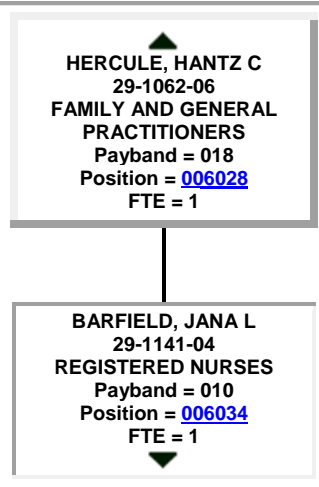 HERCULE, HANTZ C
29-1062-06
FAMILY AND GENERAL
PRACTITIONERS
Payband = 018
Position = 006028
FTE = 1
BARFIELD, JANA L
29-1141-04
REGISTERED NURSES
Payband = 010
Position = 006034
FTE = 1